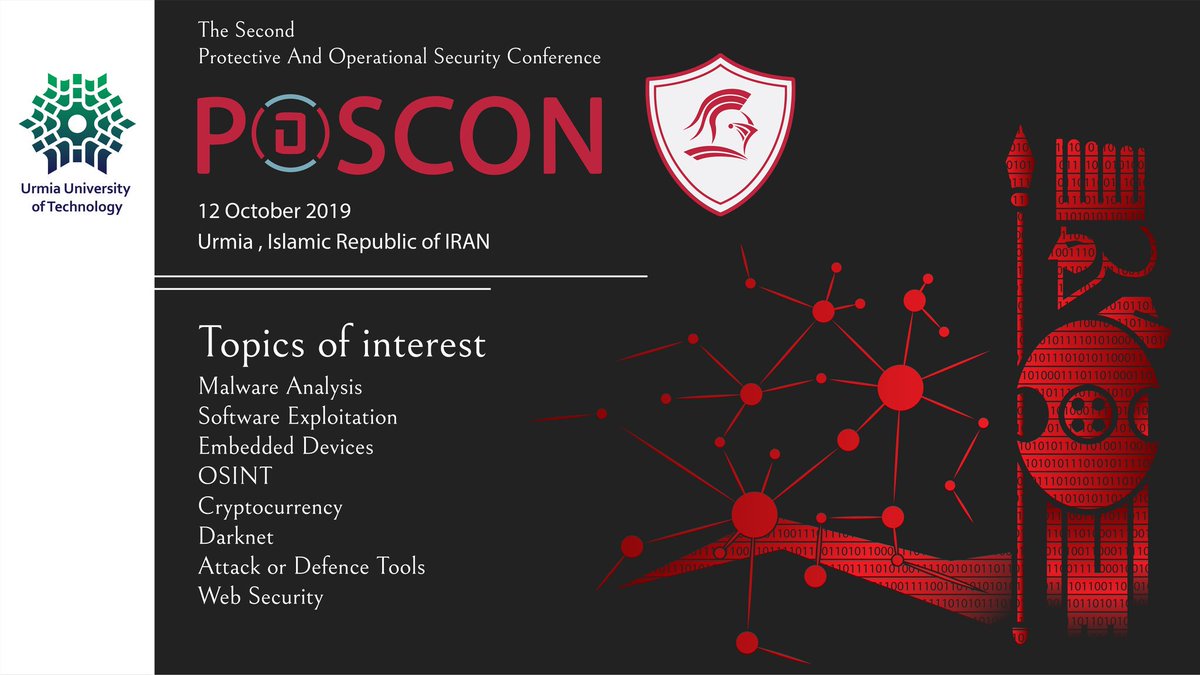 The Second
Protective And Operational Security Conference
POSCON
12 October 2019
Urmia , Islamic Republic of IRAN
Urmia University
of Technology
Topics of interest
Malware Analysis
Software Exploitation
Embedded Devices
OSINT
Cryptocurrency
Darknet
Attack or Defence Tools
Web Security